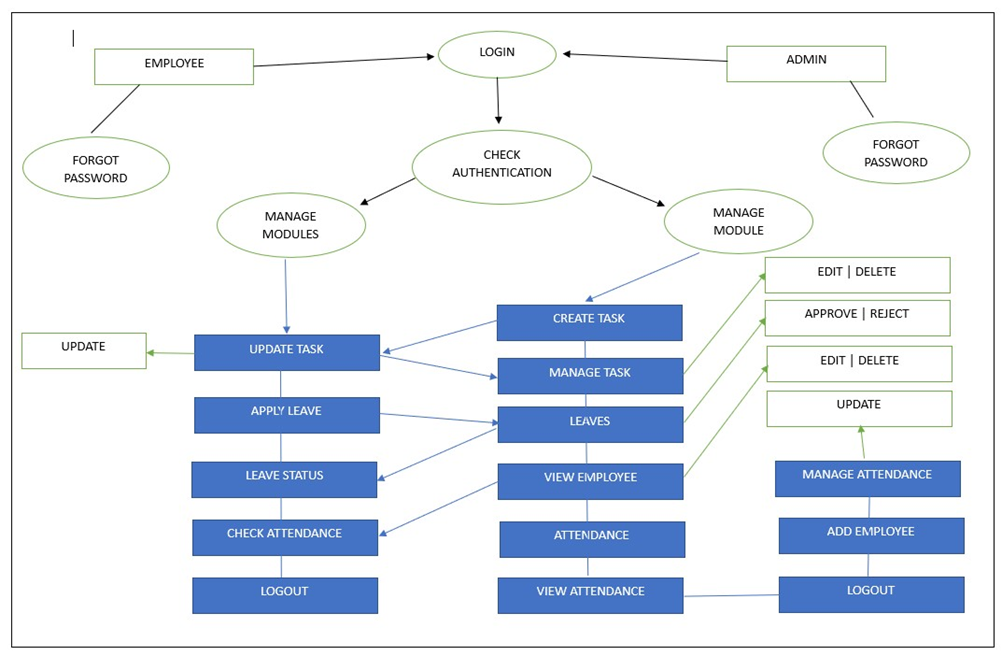 EMPLOYEE
LOGIN
ADMIN
FORGOT
PASSWORD
CHECK
AUTHENTICATION
FORGOT
PASSWORD
MANAGE
MODULES
MANAGE
MODULE
EDIT | DELETE
CREATE TASK
APPROVE | REJECT
UPDATE
UPDATE TASK
MANAGE TASK
EDIT | DELETE
APPLY LEAVE
LEAVES
UPDATE
LEAVE STATUS
VIEW EMPLOYEE
MANAGE ATTENDANCE
CHECK ATTENDANCE
ATTENDANCE
ADD EMPLOYEE
LOGOUT
VIEW ATTENDANCE
LOGOUT